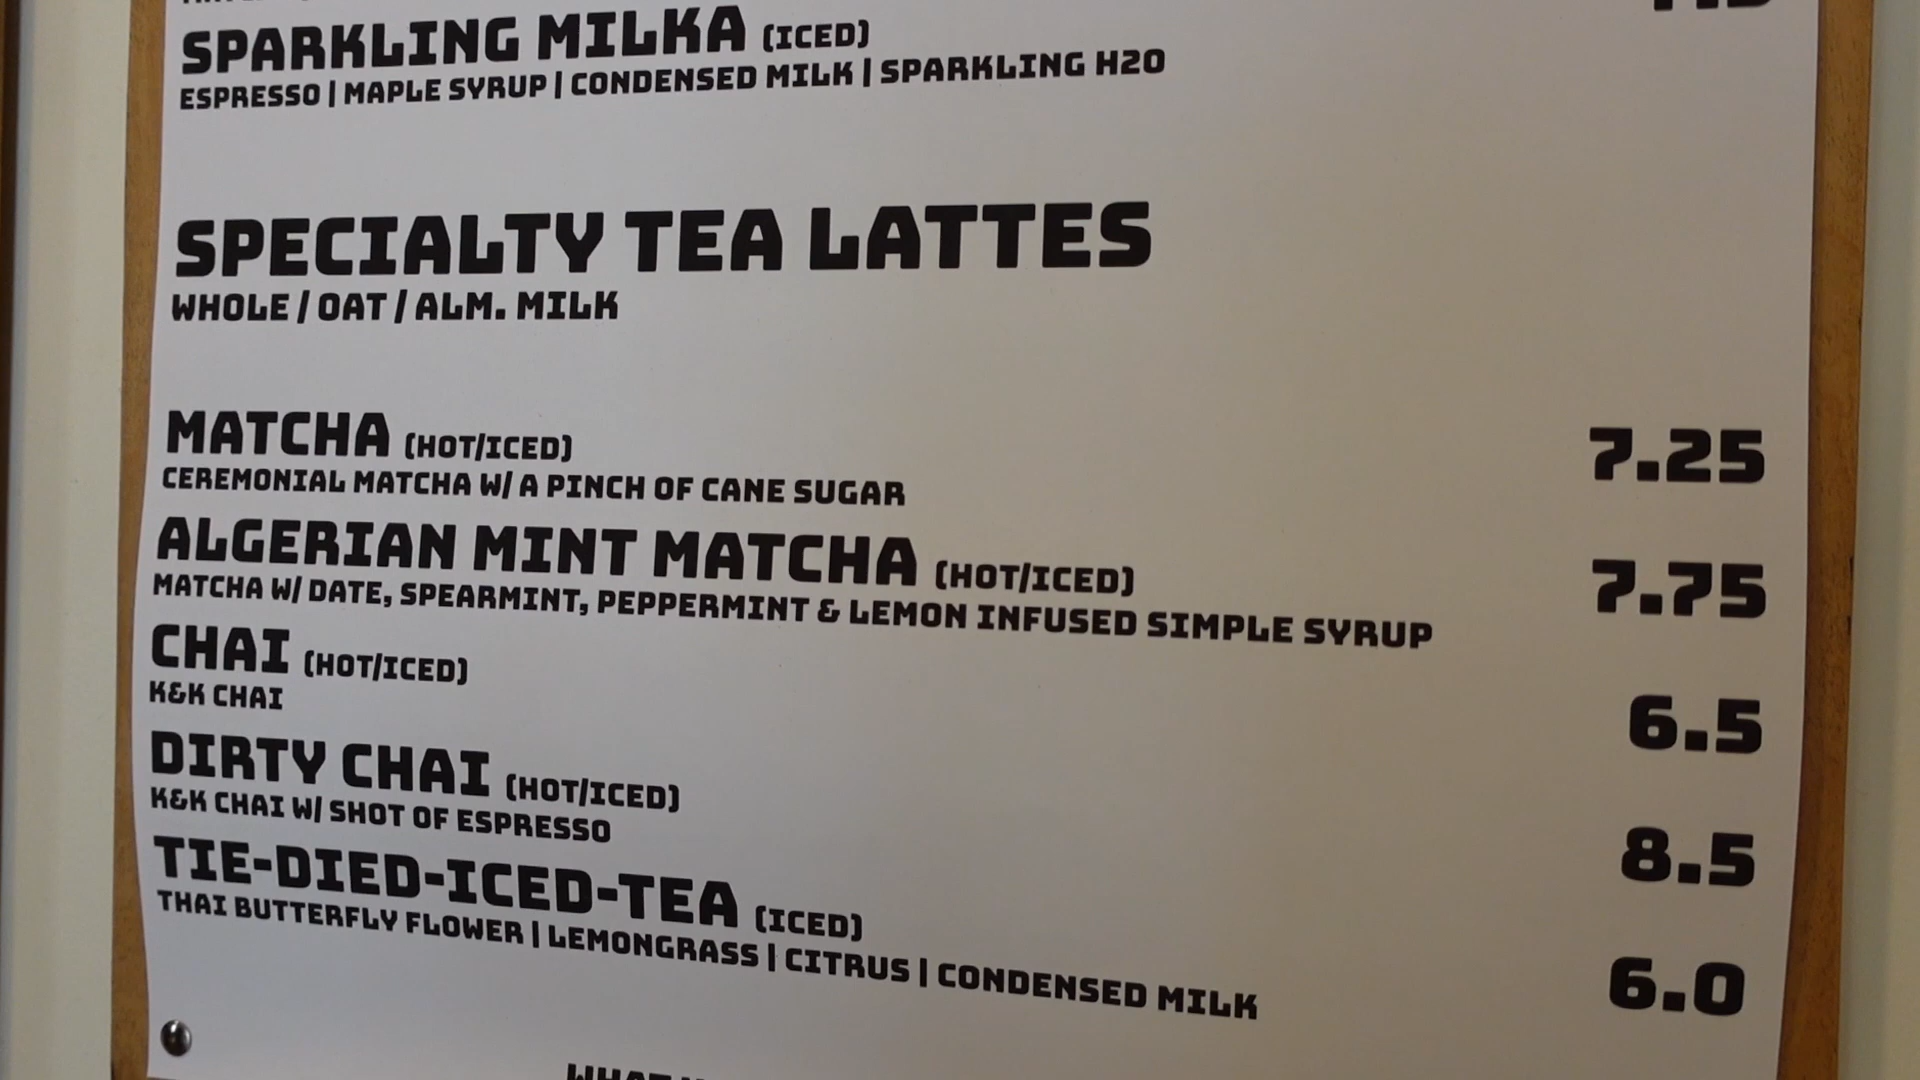 SPARKLING MILKA (ICED)
ESPRESSO | MAPLE SYRUP | CONDENSED MILK | SPARKLING H2O
SPECIALTY TEA LATTES
WHOLE / OAT / ALM. MILK
MATCHA (HOT/ICED) 7.25
CEREMONIAL MATCHA W/ A PINCH OF CANE SUGAR
ALGERIAN MINT MATCHA (HOT/ICED) 7.75
MATCHA W/ DATE, SPEARMINT, PEPPERMINT & LEMON INFUSED SIMPLE SYRUP
CHAI (HOT/ICED) 6.5
K&K CHAI
DIRTY CHAI (HOT/ICED) 8.5
K&K CHAI W/ SHOT OF ESPRESSO
TIE-DIED-ICED-TEA (ICED) 6.0
THAI BUTTERFLY FLOWER | LEMONGRASS | CITRUS | CONDENSED MILK